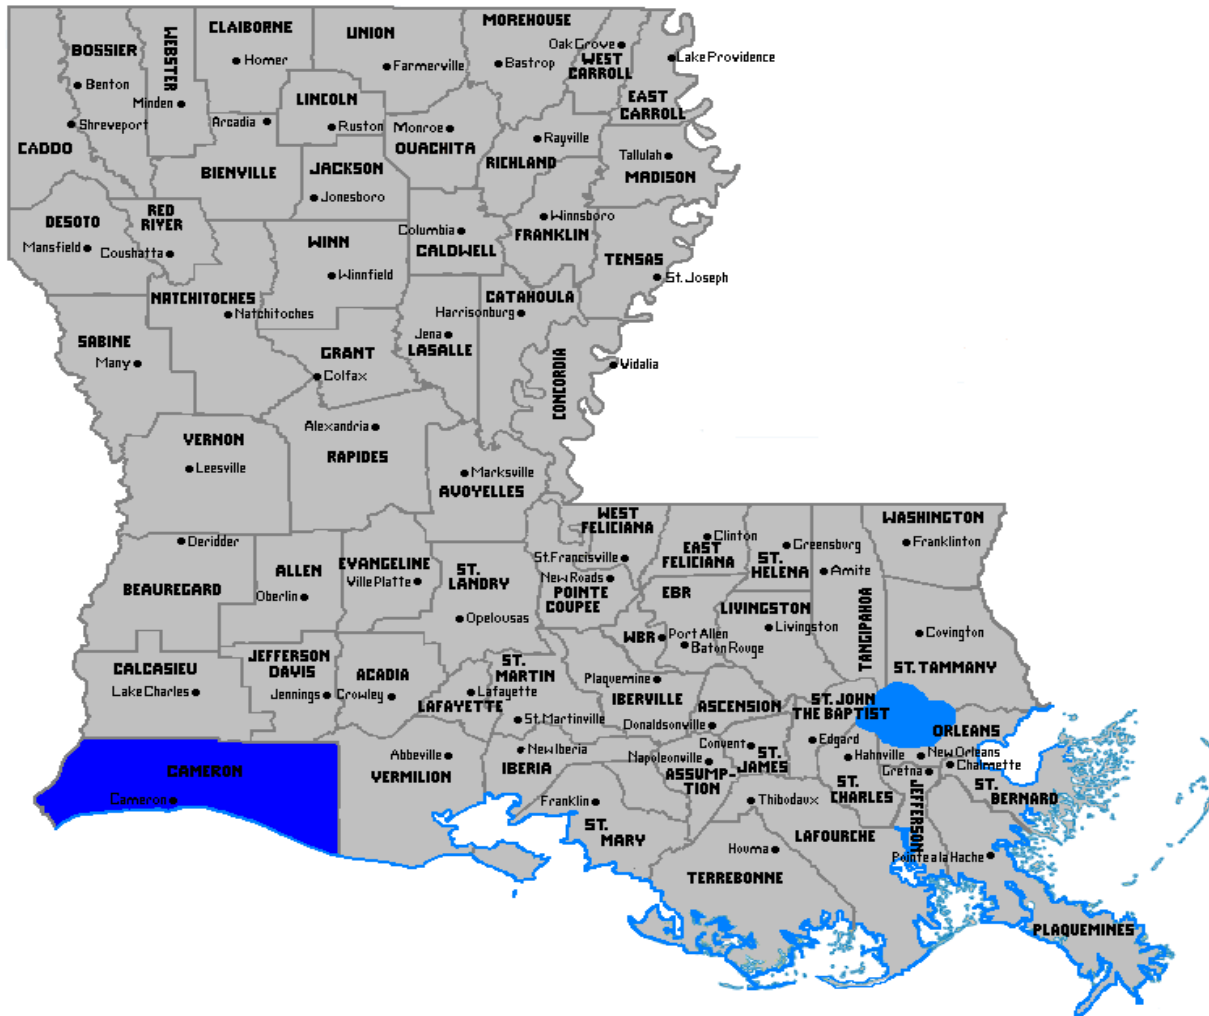 MOREHOUSE
CLAIBORNE
UNION
WEBSTER
BOSSIER
Oak Grove
WEST
CARROLL
Lake Providence
Homer
Farmerville
Bastrop
Benton
Minden
LINCOLN
EAST
CARROLL
Shreveport
Arcadia
Ruston
Monroe
Rayville
CADDO
OUACHITA
RICHLAND
Tallulah
BIENVILLE
JACKSON
MADISON
Jonesboro
RED
RIVER
DESOTO
Winnsboro
Columbia
FRANKLIN
Mansfield
Coushatta
WINN
CALDWELL
TENSAS
Winnfield
St. Joseph
NATCHITOCHES
CATAHOULA
Natchitoches
Harrisonburg
SABINE
Jena
GRANT
LASALLE
CONCORDIA
Many
Vidalia
Colfax
Alexandria
VERNON
RAPIDES
Leesville
Marksville
AVOYELLES
WEST
FELICIANA
WASHINGTON
Deridder
Clinton
Greensburg
Franklinton
EAST
FELICIANA
ST.
HELENA
St. Francisville
EVANGELINE
ALLEN
ST.
LANDRY
Ville Platte
New Roads
Amite
BEAUREGARD
POINTE
COUPEE
EBR
Oberlin
LIVINGSTON
TANGIPAHOA
Opelousas
Livingston
Covington
WBR
Port Allen
Baton Rouge
JEFFERSON
DAVIS
ST.
MARTIN
CALCASIEU
ACADIA
ST. TAMMANY
Plaquemine
Lake Charles
Jennings
Crowley
Lafayette
IBERVILLE
LAFAYETTE
ASCENSION
ST. JOHN
THE BAPTIST
St. Martinville
Donaldsonville
ORLEANS
Edgard
Convent
New Iberia
Abbeville
Napoleonville
ST.
JAMES
Hahnville
New Orleans
Chalmette
CAMERON
VERMILION
IBERIA
ASSUMP-
TION
Gretna
ST.
CHARLES
JEFFERSON
ST.
BERNARD
Cameron
Franklin
Thibodaux
ST.
MARY
LAFOURCHE
Houma
Pointe a la Hache
TERREBONNE
PLAQUEMINES